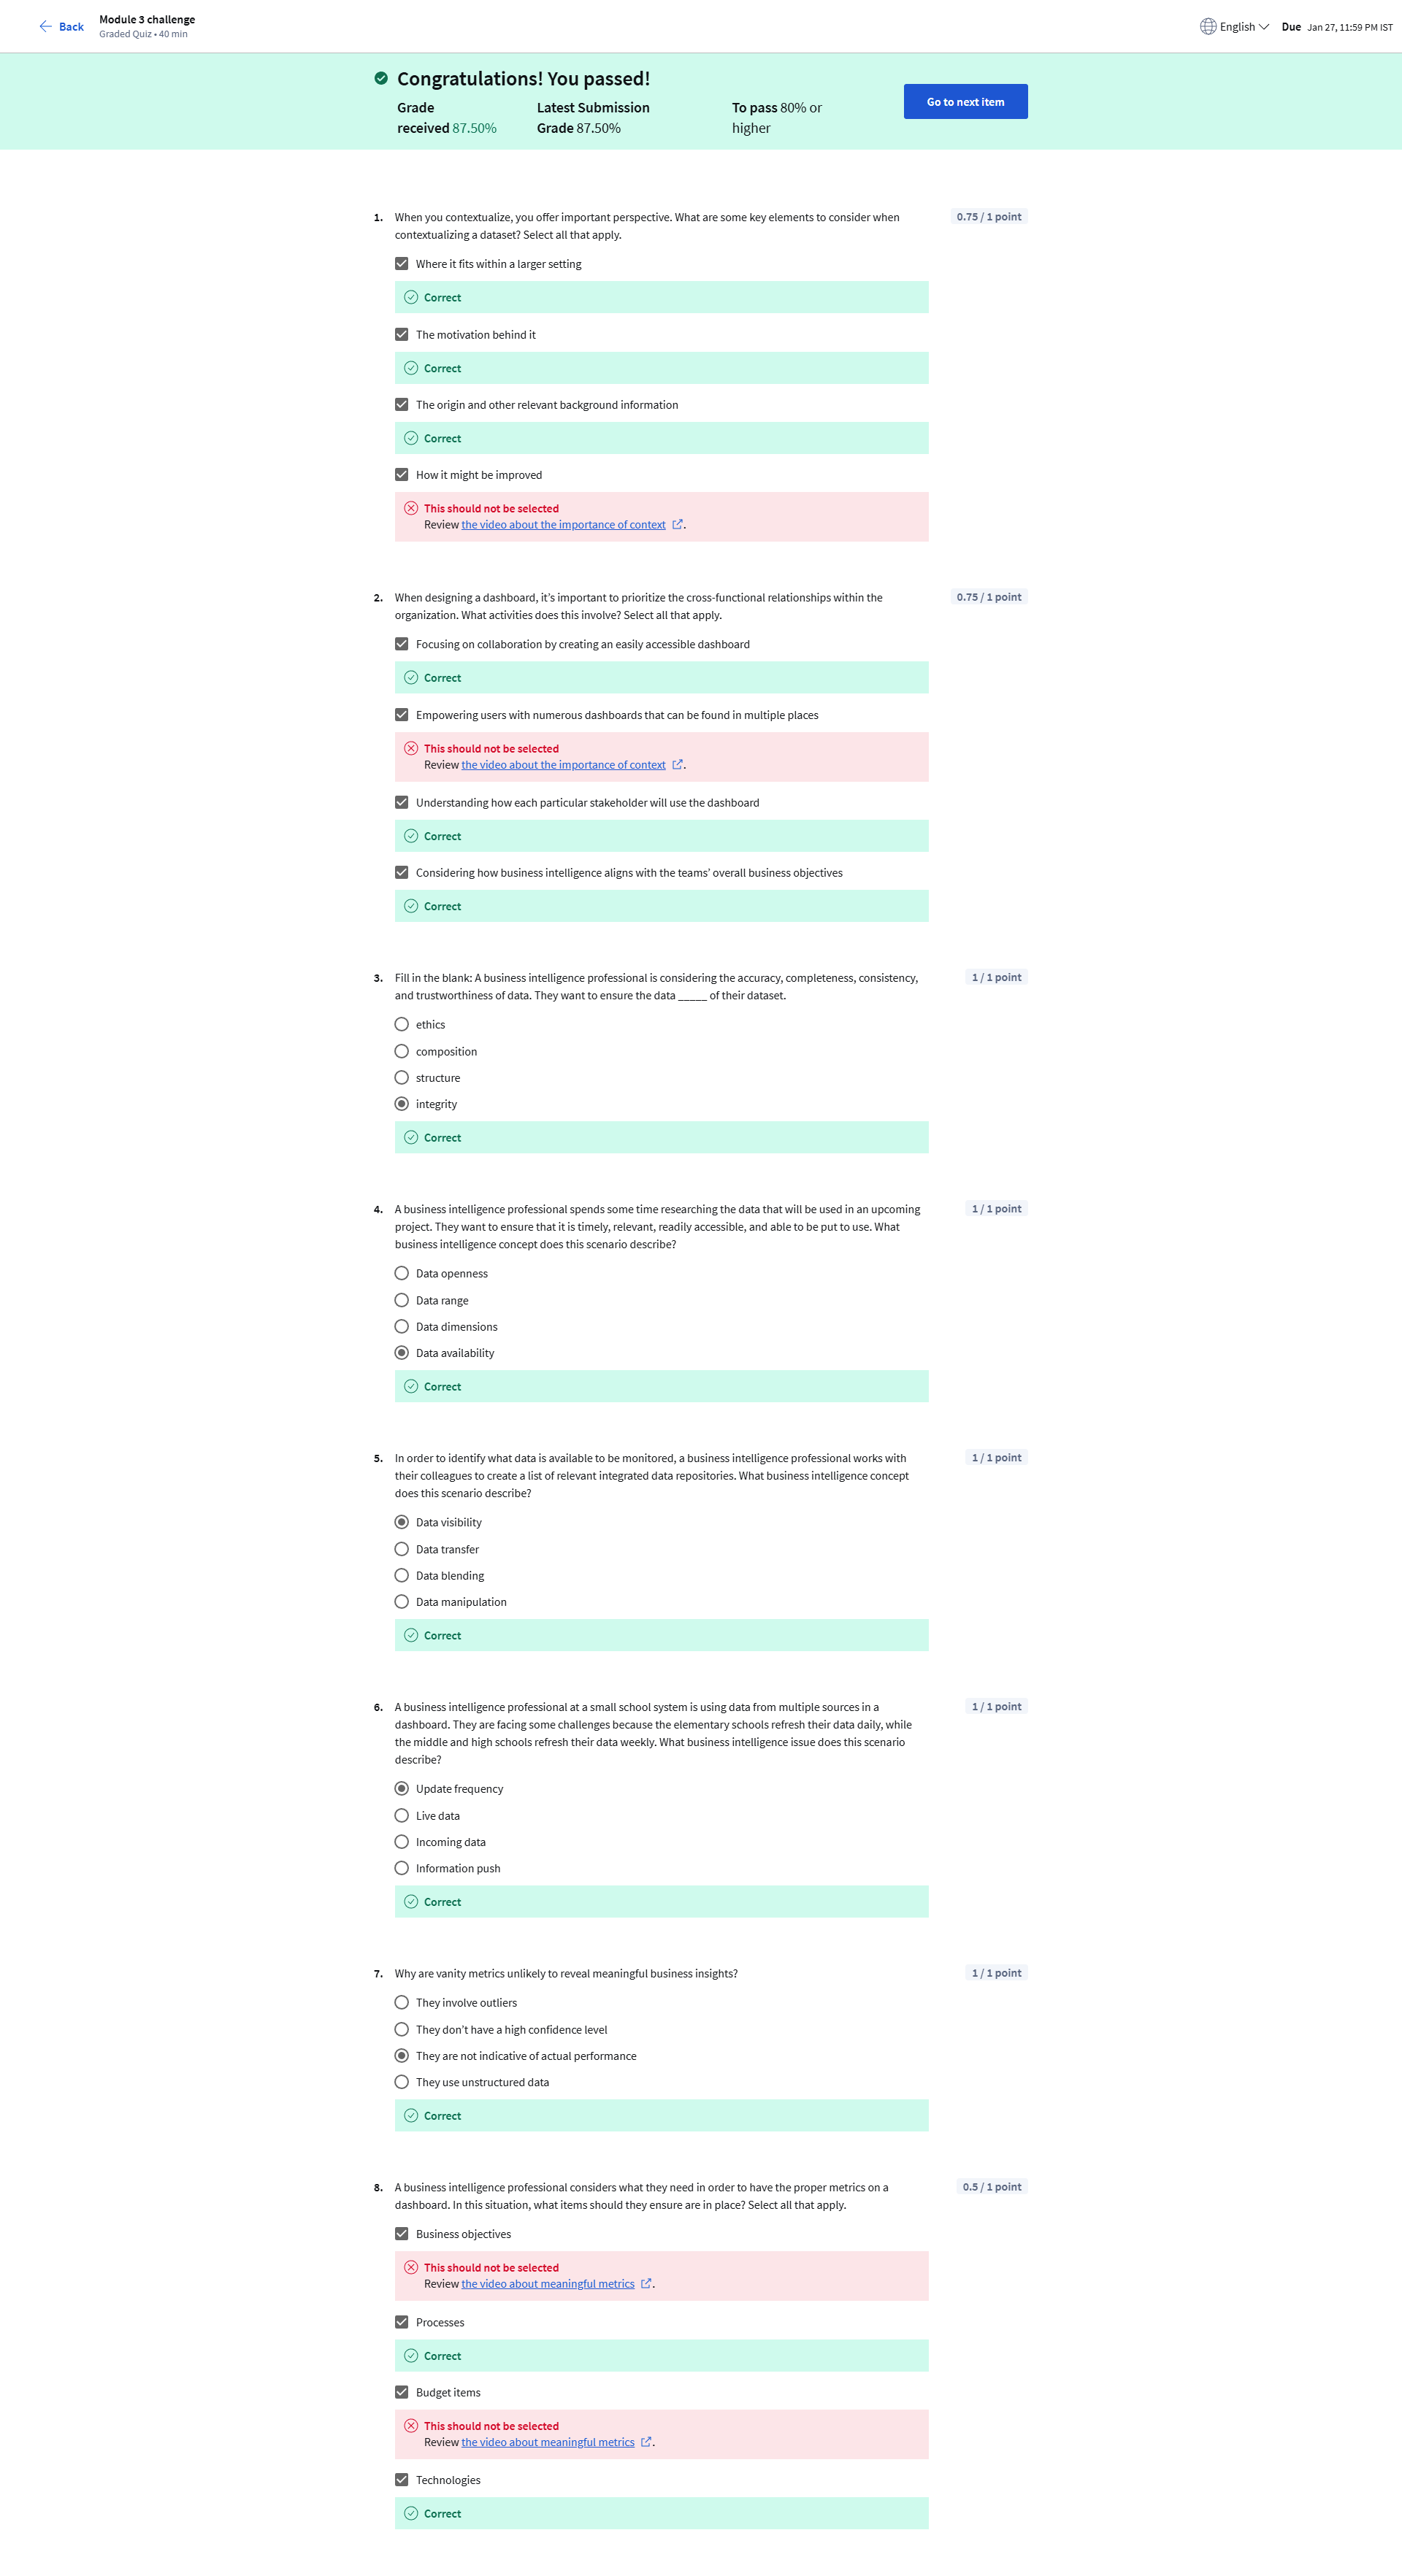 Back
Module 3 challenge
Graded Quiz • 40 min
English
Due Jan 27, 11:59 PM IST
Congratulations! You passed!
Grade
received 87.50%
Latest Submission
Grade 87.50%
To pass 80% or
higher
Go to next item
1. When you contextualize, you offer important perspective. What are some key elements to consider when
contextualizing a dataset? Select all that apply.
0.75 / 1 point
Where it fits within a larger setting
Correct
The motivation behind it
Correct
The origin and other relevant background information
Correct
How it might be improved
This should not be selected
Review the video about the importance of context .
2. When designing a dashboard, it’s important to prioritize the cross-functional relationships within the
organization. What activities does this involve? Select all that apply.
0.75 / 1 point
Focusing on collaboration by creating an easily accessible dashboard
Correct
Empowering users with numerous dashboards that can be found in multiple places
This should not be selected
Review the video about the importance of context .
Understanding how each particular stakeholder will use the dashboard
Correct
Considering how business intelligence aligns with the teams’ overall business objectives
Correct
3. Fill in the blank: A business intelligence professional is considering the accuracy, completeness, consistency,
and trustworthiness of data. They want to ensure the data _____ of their dataset.
1 / 1 point
ethics
composition
structure
integrity
Correct
4. A business intelligence professional spends some time researching the data that will be used in an upcoming
project. They want to ensure that it is timely, relevant, readily accessible, and able to be put to use. What
business intelligence concept does this scenario describe?
1 / 1 point
Data openness
Data range
Data dimensions
Data availability
Correct
5. In order to identify what data is available to be monitored, a business intelligence professional works with
their colleagues to create a list of relevant integrated data repositories. What business intelligence concept
does this scenario describe?
1 / 1 point
Data visibility
Data transfer
Data blending
Data manipulation
Correct
6. A business intelligence professional at a small school system is using data from multiple sources in a
dashboard. They are facing some challenges because the elementary schools refresh their data daily, while
the middle and high schools refresh their data weekly. What business intelligence issue does this scenario
describe?
1 / 1 point
Update frequency
Live data
Incoming data
Information push
Correct
7. Why are vanity metrics unlikely to reveal meaningful business insights?
1 / 1 point
They involve outliers
They don’t have a high confidence level
They are not indicative of actual performance
They use unstructured data
Correct
8. A business intelligence professional considers what they need in order to have the proper metrics on a
dashboard. In this situation, what items should they ensure are in place? Select all that apply.
0.5 / 1 point
Business objectives
This should not be selected
Review the video about meaningful metrics .
Processes
Correct
Budget items
This should not be selected
Review the video about meaningful metrics .
Technologies
Correct